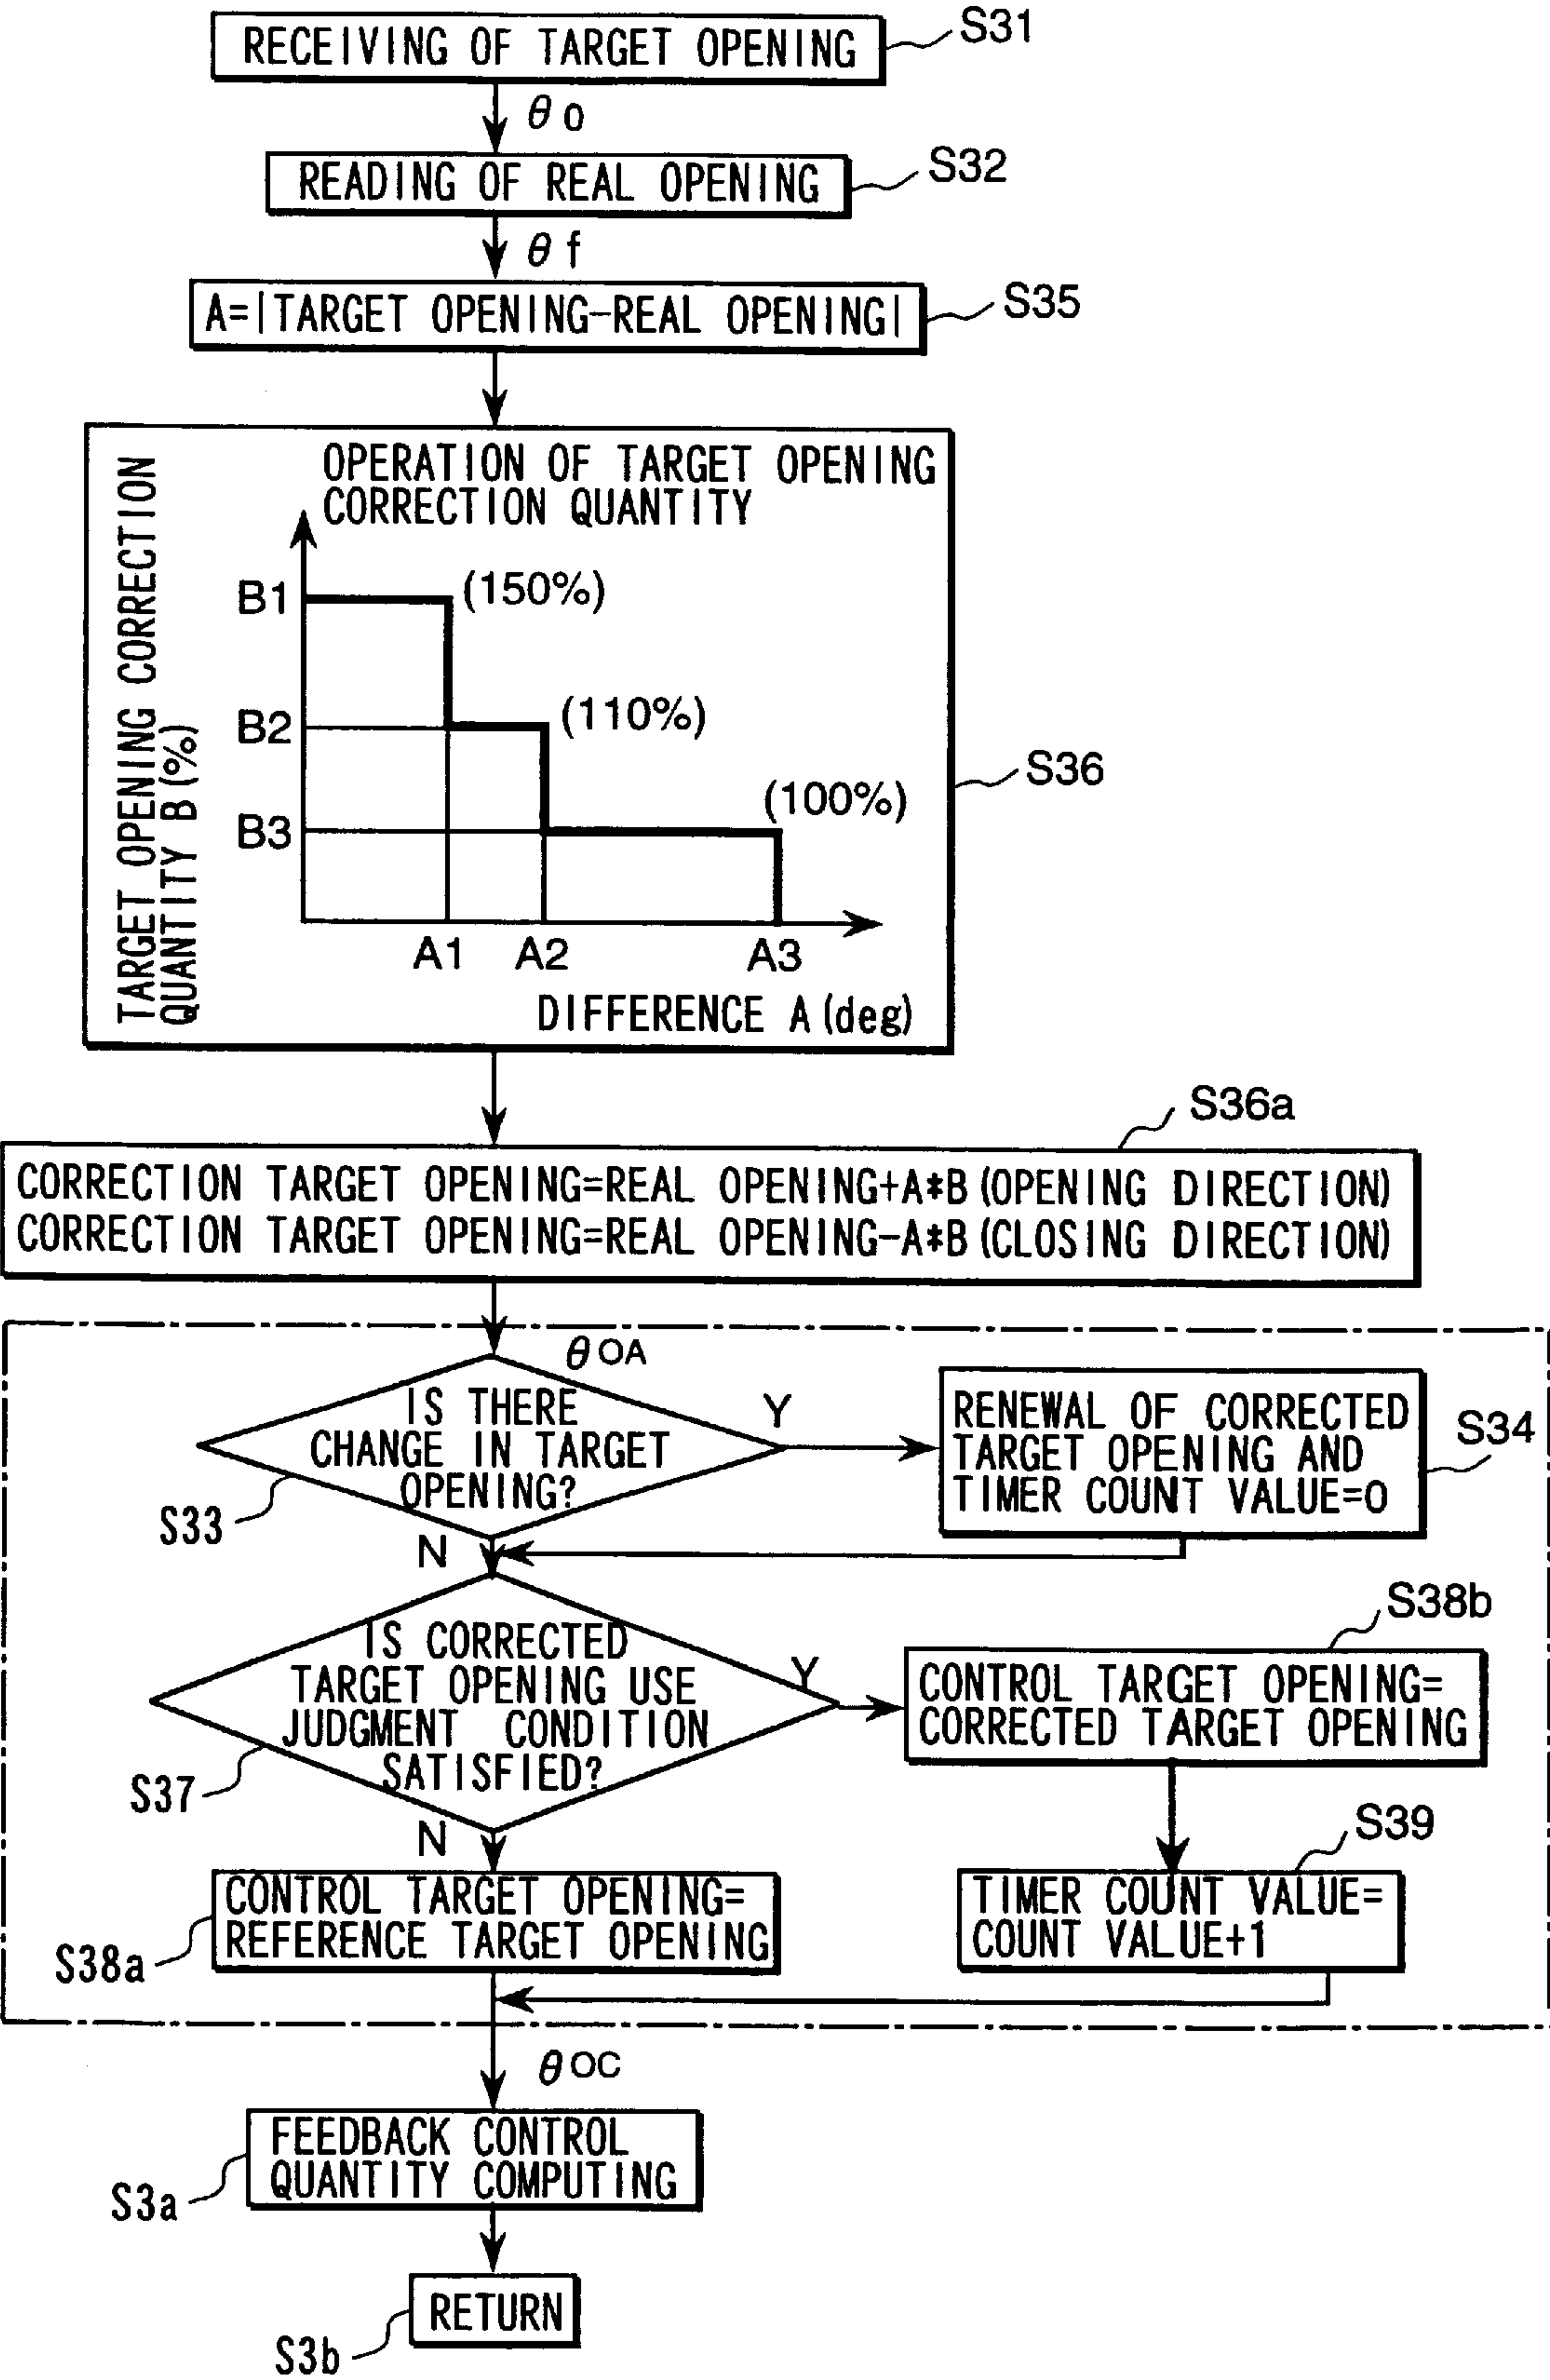 RECEIVING OF TARGET OPENING
S31
θ o
READING OF REAL OPENING
S32
θ f
A=|TARGET OPENING-REAL OPENING|
S35
OPERATION OF TARGET OPENING
CORRECTION QUANTITY
TARGET OPENING CORRECTION
QUANTITY B (%)
B1
(150%)
B2
(110%)
B3
(100%)
S36
A1
A2
A3
DIFFERENCE A (deg)
S36a
CORRECTION TARGET OPENING=REAL OPENING+A*B (OPENING DIRECTION)
CORRECTION TARGET OPENING=REAL OPENING-A*B (CLOSING DIRECTION)
θ OA
IS THERE
CHANGE IN TARGET
OPENING?
S33
Y
RENEWAL OF CORRECTED
TARGET OPENING AND
TIMER COUNT VALUE=0
S34
N
IS CORRECTED
TARGET OPENING USE
JUDGMENT CONDITION
SATISFIED?
S37
Y
S38b
CONTROL TARGET OPENING=
CORRECTED TARGET OPENING
N
S39
CONTROL TARGET OPENING=
REFERENCE TARGET OPENING
S38a
TIMER COUNT VALUE=
COUNT VALUE+1
θ OC
FEEDBACK CONTROL
QUANTITY COMPUTING
S3a
RETURN
S3b